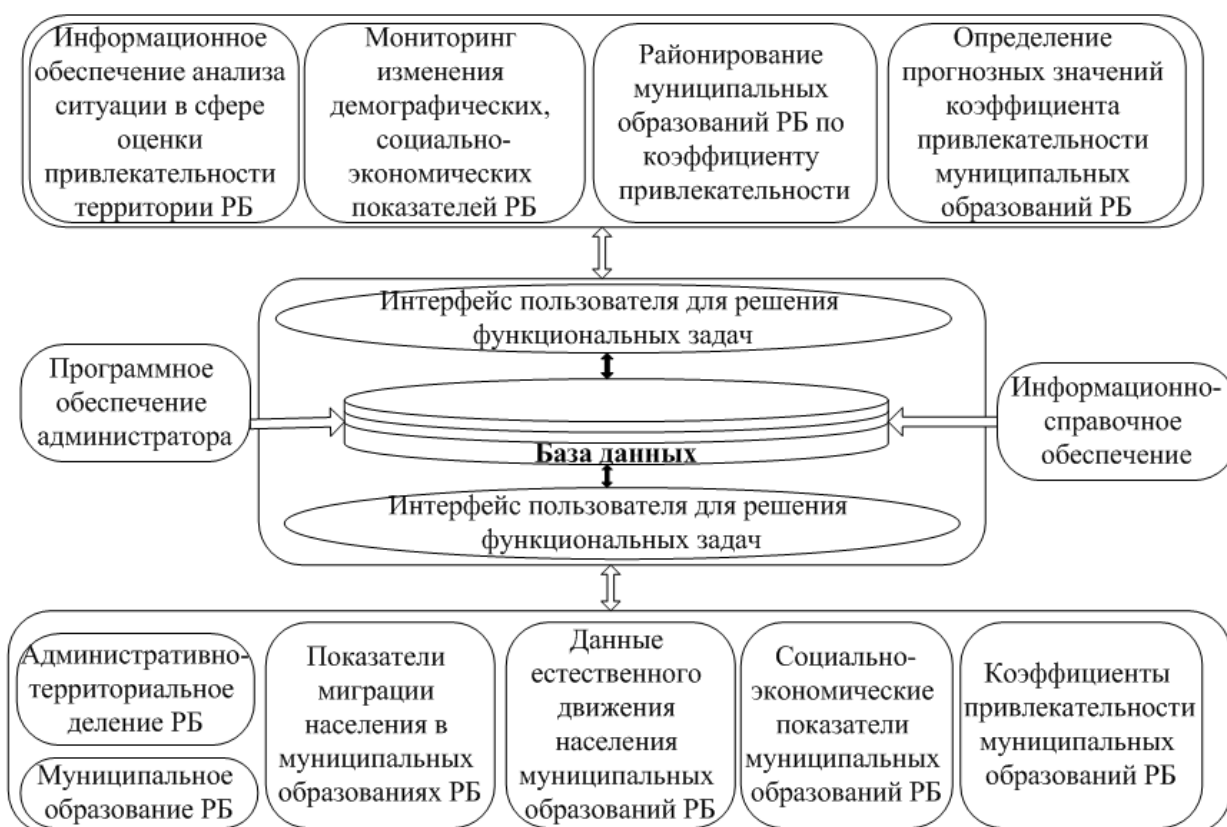 Информационное
обеспечение анализа
ситуации в сфере
оценки
привлекательности
территории РБ
Мониторинг
изменения
демографических,
социально-
экономических
показателей РБ
Районирование
муниципальных
образований РБ по
коэффициенту
привлекательности
Определение
прогнозных значений
коэффициента
привлекательности
муниципальных
образований РБ
Интерфейс пользователя для решения
функциональных задач
Программное
обеспечение
администратора
База данных
Информационно-
справочное
обеспечение
Интерфейс пользователя для решения
функциональных задач
Административно-
территориальное
деление РБ
Муниципальное
образование РБ
Показатели
миграции
населения в
муниципальных
образованиях РБ
Данные
естественного
движения
населения
муниципальных
образований РБ
Социально-
экономические
показатели
муниципальных
образований РБ
Коэффициенты
привлекательности
муниципальных
образований РБ